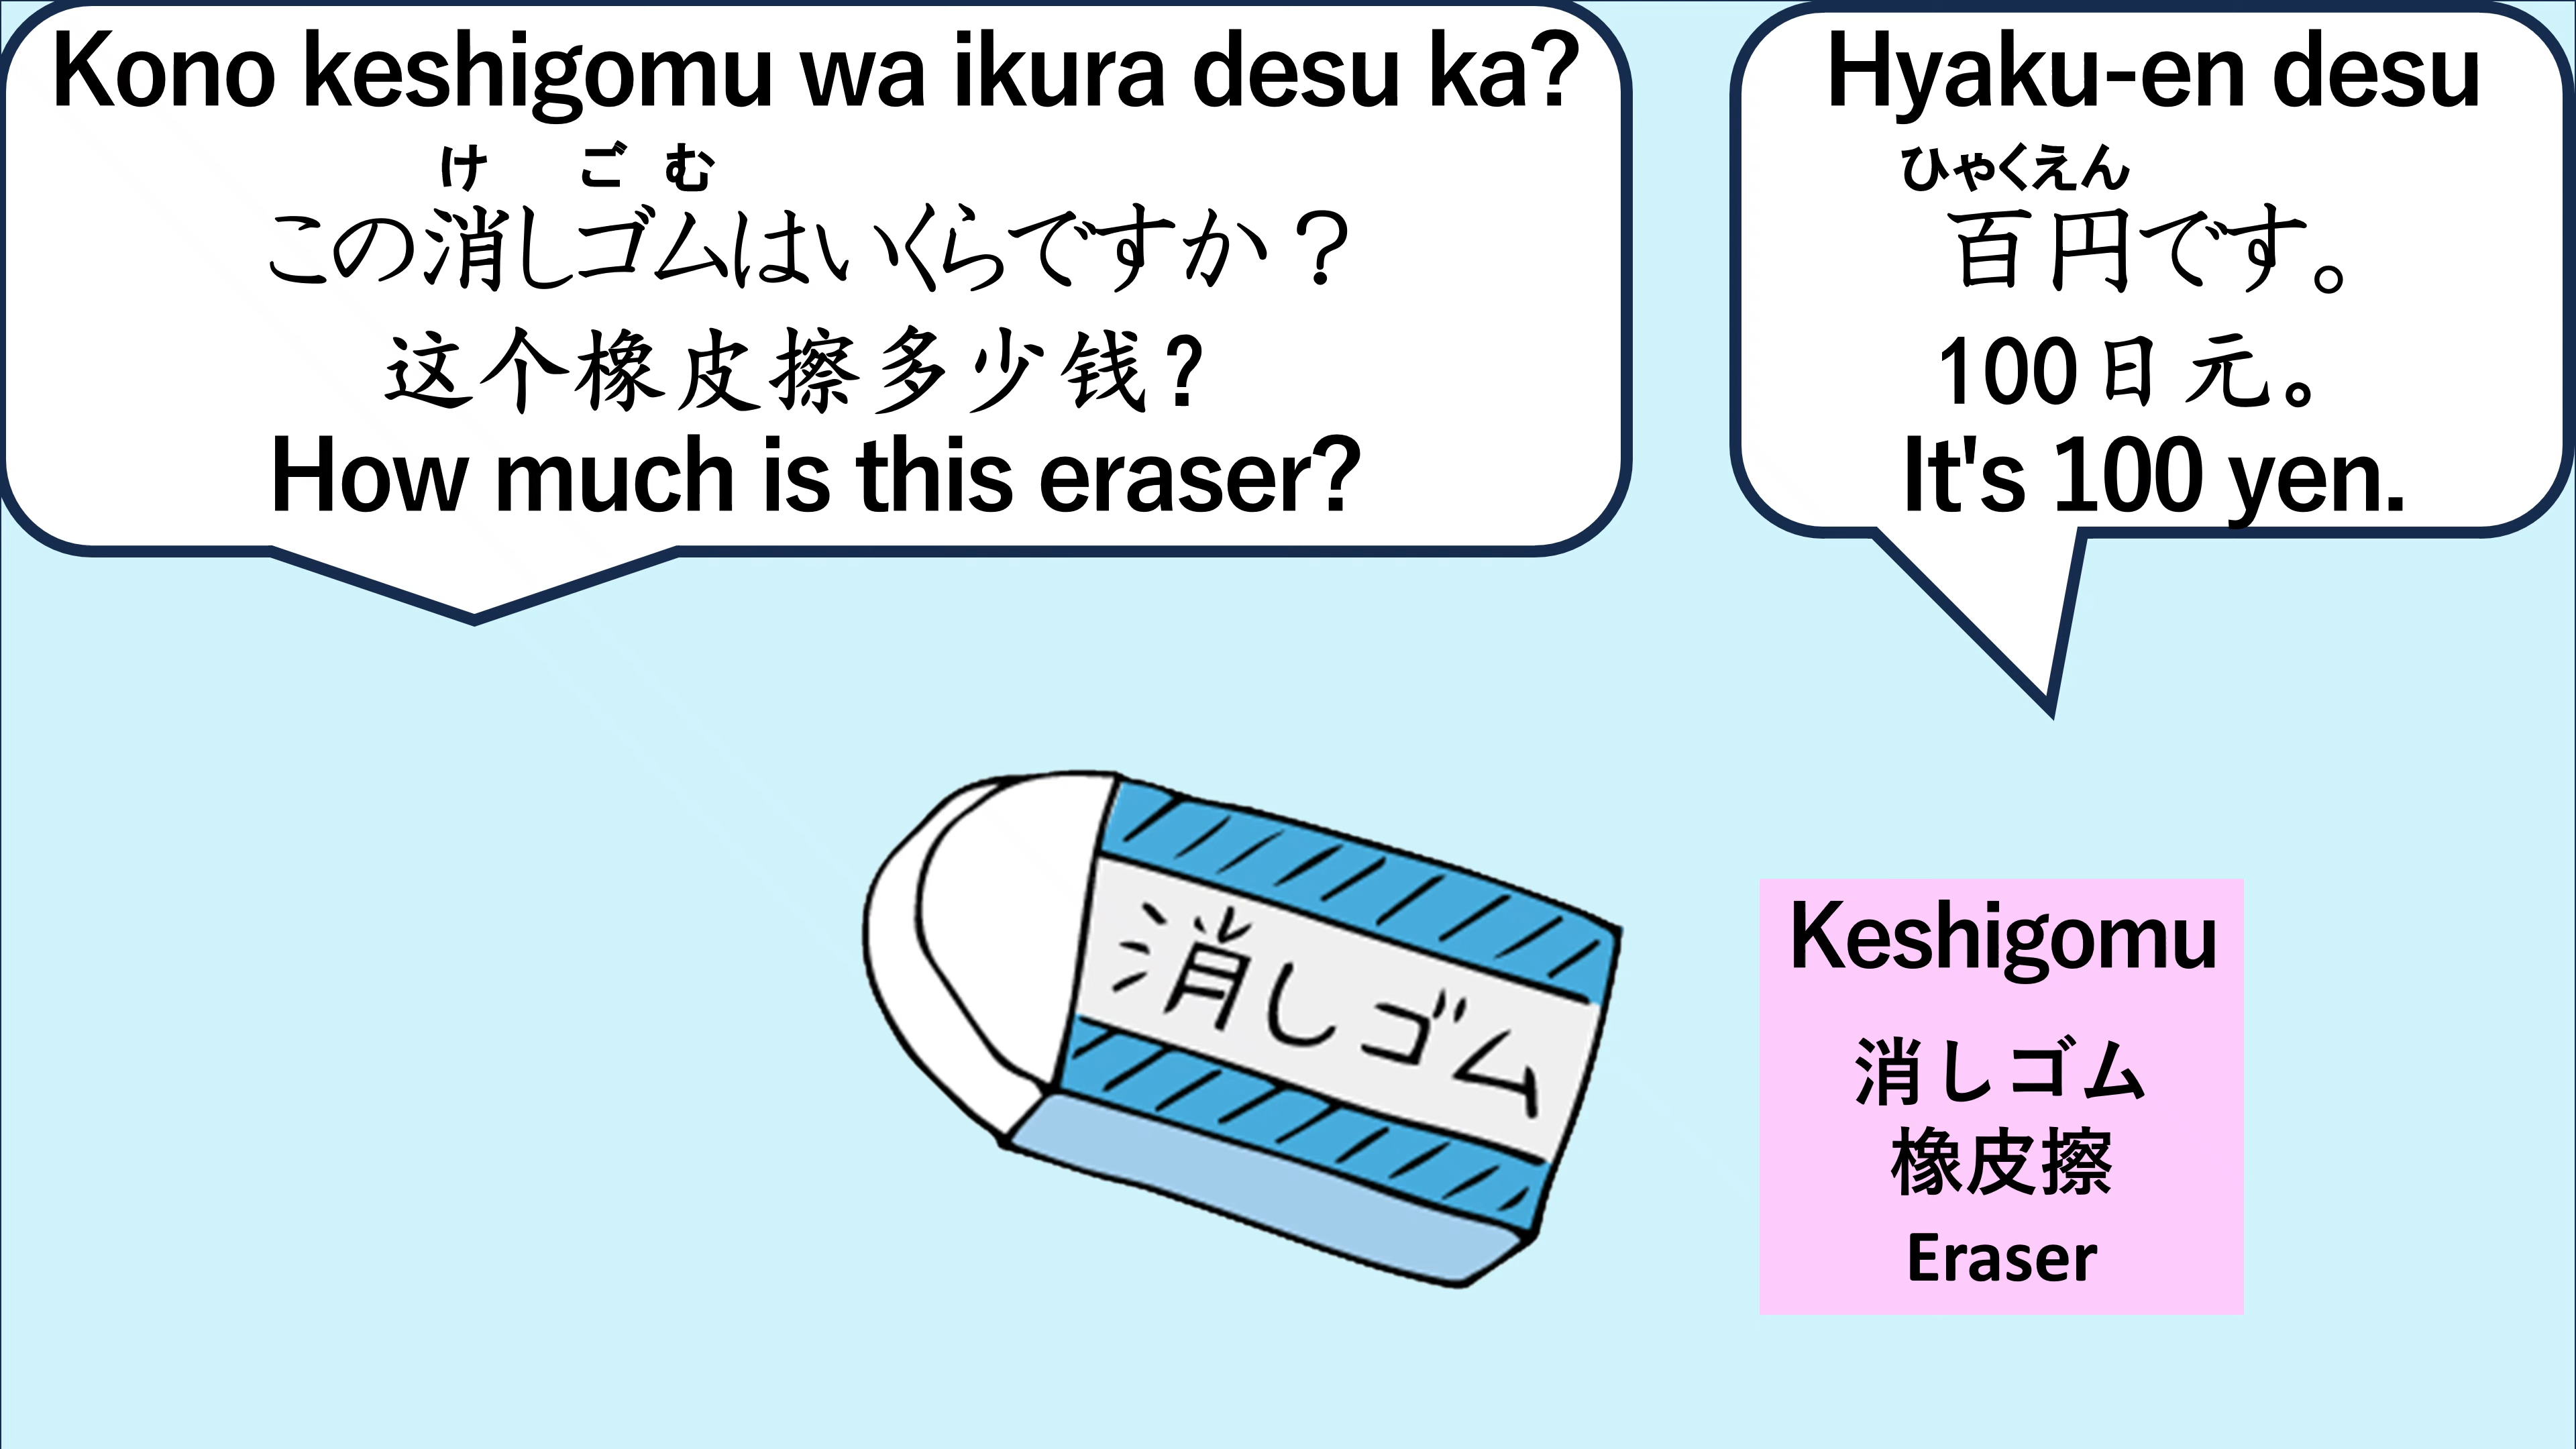 Kono keshigomu wa ikura desu ka?
け ご む
この消しゴムはいくらですか？
这个橡皮擦多少钱?
How much is this eraser?
Hyaku-en desu
ひゃくえん
百円です。
100日元。
It's 100 yen.
消しゴム
Keshigomu
消しゴム
橡皮擦
Eraser